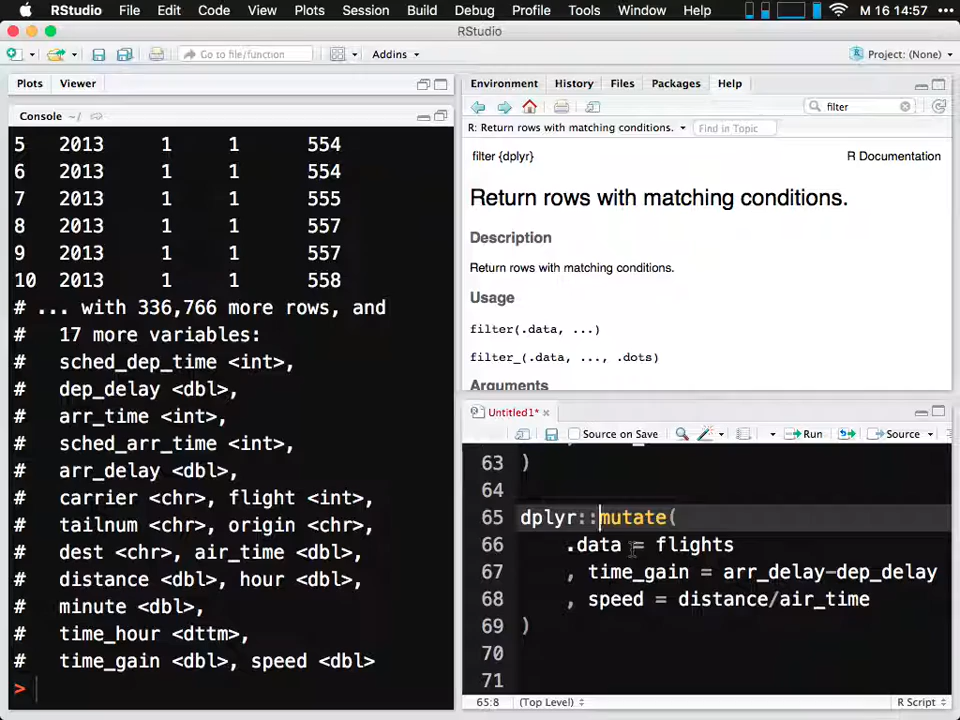 RStudio File Edit Code View Plots Session Build Debug Profile Tools Window Help M 16 14:57
RStudio
Go to file/function Addins Project: (None)
Plots Viewer
Console ~/
5 2013 1 1 554
6 2013 1 1 554
7 2013 1 1 555
8 2013 1 1 557
9 2013 1 1 557
10 2013 1 1 558
# ... with 336,766 more rows, and
# 17 more variables:
# sched_dep_time <int>,
# dep_delay <dbl>,
# arr_time <int>,
# sched_arr_time <int>,
# arr_delay <dbl>,
# carrier <chr>, flight <int>,
# tailnum <chr>, origin <chr>,
# dest <chr>, air_time <dbl>,
# distance <dbl>, hour <dbl>,
# minute <dbl>,
# time_hour <dttm>,
# time_gain <dbl>, speed <dbl>
>
Environment History Files Packages Help
filter
R: Return rows with matching conditions. Find in Topic
filter {dplyr} R Documentation
Return rows with matching conditions.
Description
Return rows with matching conditions.
Usage
filter(.data, ...)
filter_(.data, ..., .dots)
Arguments
Untitled1*
Source on Save Run Source
63 )
64
65 dplyr::mutate(
66 .data = flights
67 , time_gain = arr_delay-dep_delay
68 , speed = distance/air_time
69 )
70
71
65:8 (Top Level) R Script